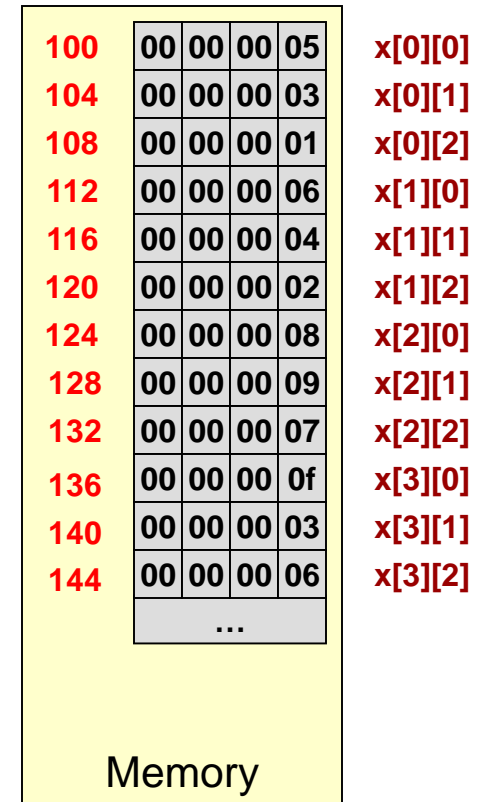 100 00 00 00 05 x[0][0]
104 00 00 00 03 x[0][1]
108 00 00 00 01 x[0][2]
112 00 00 00 06 x[1][0]
116 00 00 00 04 x[1][1]
120 00 00 00 02 x[1][2]
124 00 00 00 08 x[2][0]
128 00 00 00 09 x[2][1]
132 00 00 00 07 x[2][2]
136 00 00 00 0f x[3][0]
140 00 00 00 03 x[3][1]
144 00 00 00 06 x[3][2]
…
Memory